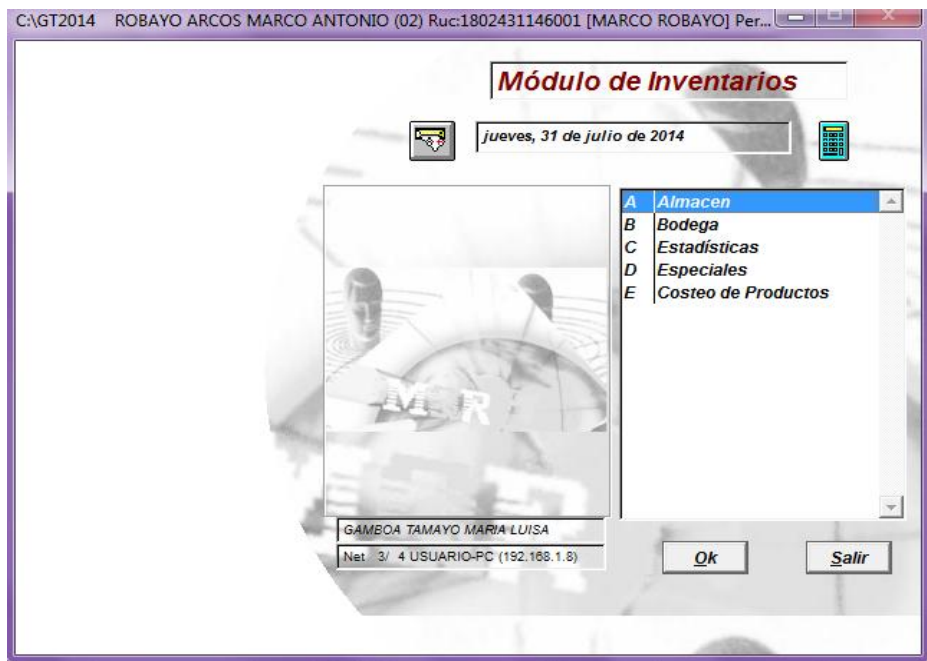 C:\GT2014 ROBAYO ARCOS MARCO ANTONIO (02) Ruc:1802431146001 [MARCO ROBAYO] Per...
Módulo de Inventarios
jueves, 31 de julio de 2014
A Almacen
B Bodega
C Estadísticas
D Especiales
E Costeo de Productos
M R
GAMBOA TAMAYO MARIA LUISA
Net 3/ 4 USUARIO-PC (192.168.1.8)
Ok
Salir